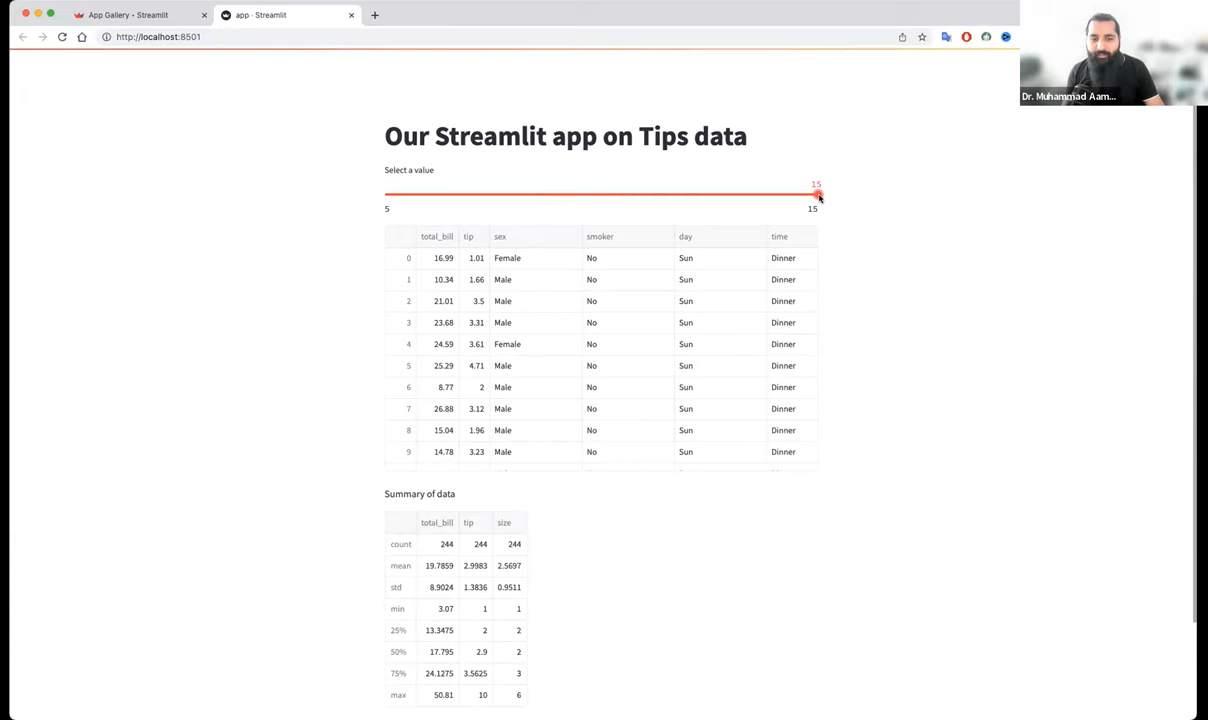 App Gallery • Streamlit
app · Streamlit
http://localhost:8501
Dr. Muhammad Aam...
Our Streamlit app on Tips data
Select a value
15
5 15
total_bill tip sex smoker day time
0 16.99 1.01 Female No Sun Dinner
1 10.34 1.66 Male No Sun Dinner
2 21.01 3.5 Male No Sun Dinner
3 23.68 3.31 Male No Sun Dinner
4 24.59 3.61 Female No Sun Dinner
5 25.29 4.71 Male No Sun Dinner
6 8.77 2 Male No Sun Dinner
7 26.88 3.12 Male No Sun Dinner
8 15.04 1.96 Male No Sun Dinner
9 14.78 3.23 Male No Sun Dinner
Summary of data
total_bill tip size
count 244 244 244
mean 19.7859 2.9983 2.5697
std 8.9024 1.3836 0.9511
min 3.07 1 1
25% 13.3475 2 2
50% 17.795 2.9 2
75% 24.1275 3.5625 3
max 50.81 10 6